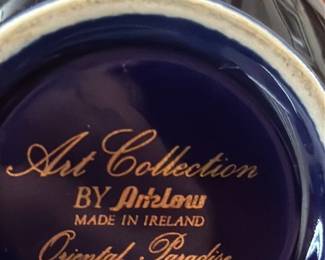 Art Collection
BY Arklow
MADE IN IRELAND
Oriental Paradise